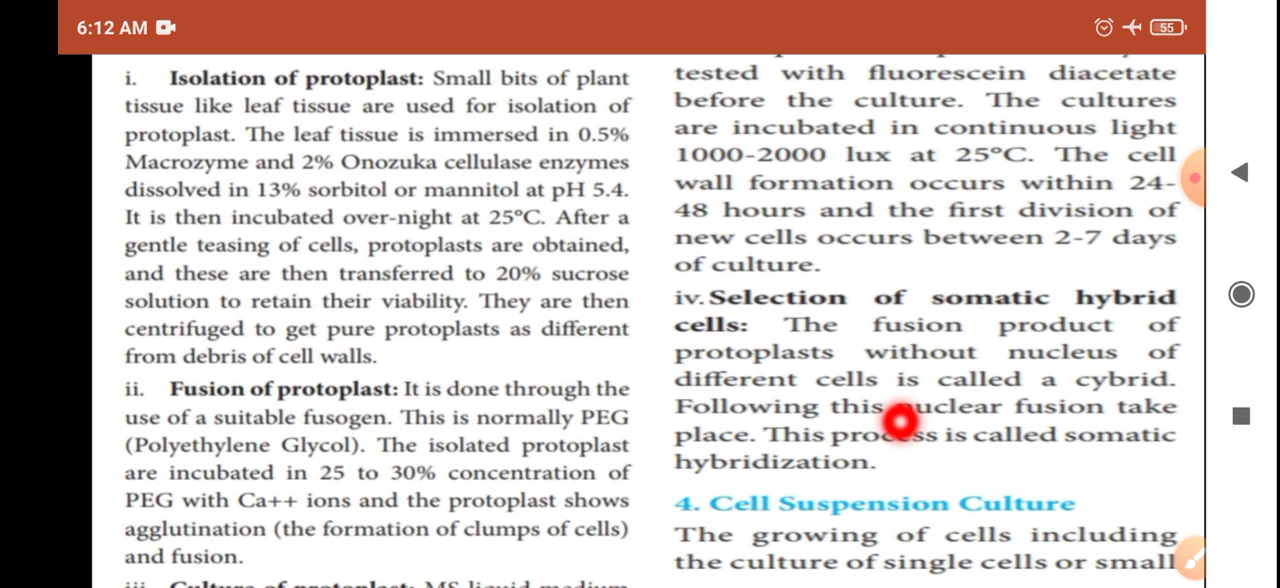 6:12 AM
55
i. Isolation of protoplast: Small bits of plant
tissue like leaf tissue are used for isolation of
protoplast. The leaf tissue is immersed in 0.5%
Macrozyme and 2% Onozuka cellulase enzymes
dissolved in 13% sorbitol or mannitol at pH 5.4.
It is then incubated over-night at 25°C. After a
gentle teasing of cells, protoplasts are obtained,
and these are then transferred to 20% sucrose
solution to retain their viability. They are then
centrifuged to get pure protoplasts as different
from debris of cell walls.
ii. Fusion of protoplast: It is done through the
use of a suitable fusogen. This is normally PEG
(Polyethylene Glycol). The isolated protoplast
are incubated in 25 to 30% concentration of
PEG with Ca++ ions and the protoplast shows
agglutination (the formation of clumps of cells)
and fusion.
iii. Culture of protoplast: MS liquid medium
tested with fluorescein diacetate
before the culture. The cultures
are incubated in continuous light
1000-2000 lux at 25°C. The cell
wall formation occurs within 24-
48 hours and the first division of
new cells occurs between 2-7 days
of culture.
iv. Selection of somatic hybrid
cells: The fusion product of
protoplasts without nucleus of
different cells is called a cybrid.
Following this nuclear fusion take
place. This process is called somatic
hybridization.
4. Cell Suspension Culture
The growing of cells including
the culture of single cells or small